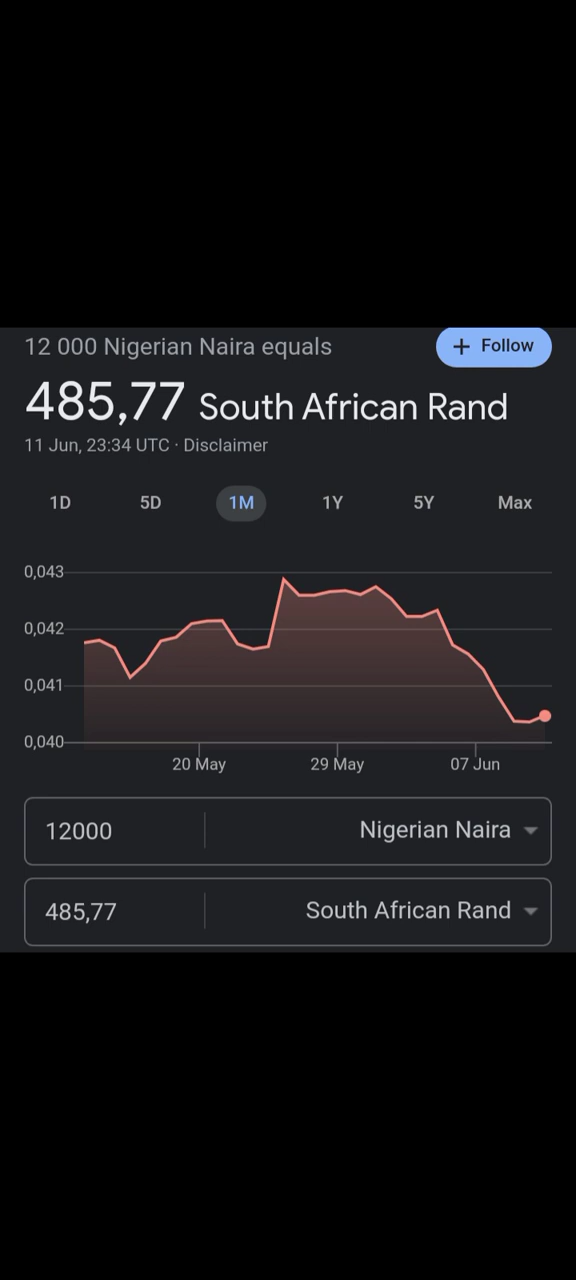 12 000 Nigerian Naira equals
+ Follow
485,77 South African Rand
11 Jun, 23:34 UTC · Disclaimer
1D 5D 1M 1Y 5Y Max
0,043
0,042
0,041
0,040
20 May 29 May 07 Jun
12000 Nigerian Naira
485,77 South African Rand